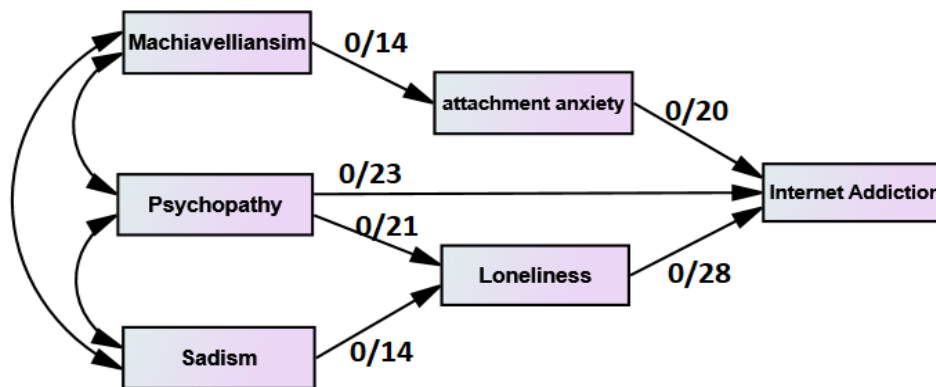 Machiavelliansim
0/14
attachment anxiety
0/20
Psychopathy
0/23
Internet Addiction
0/21
Loneliness
0/28
Sadism
0/14